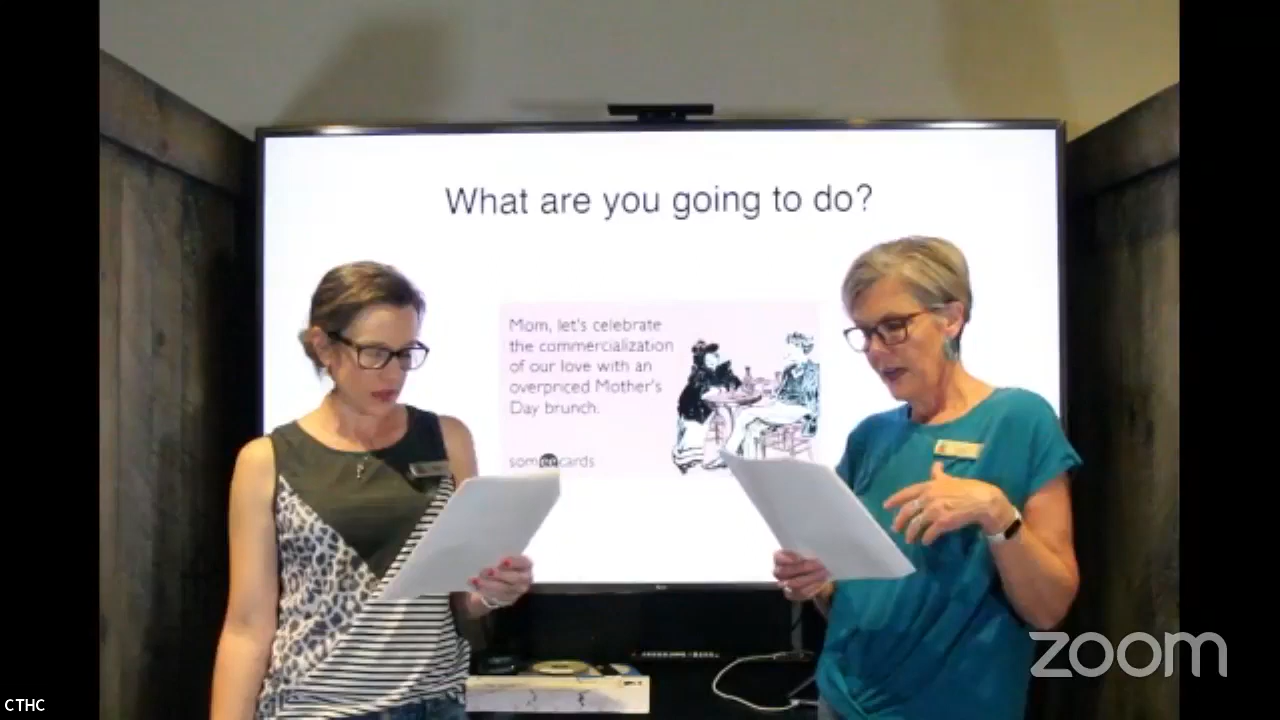 What are you going to do?
Mom, let's celebrate
the commercialization
of our love with an
overpriced Mother's
Day brunch.
someecards
zoom
CTHC